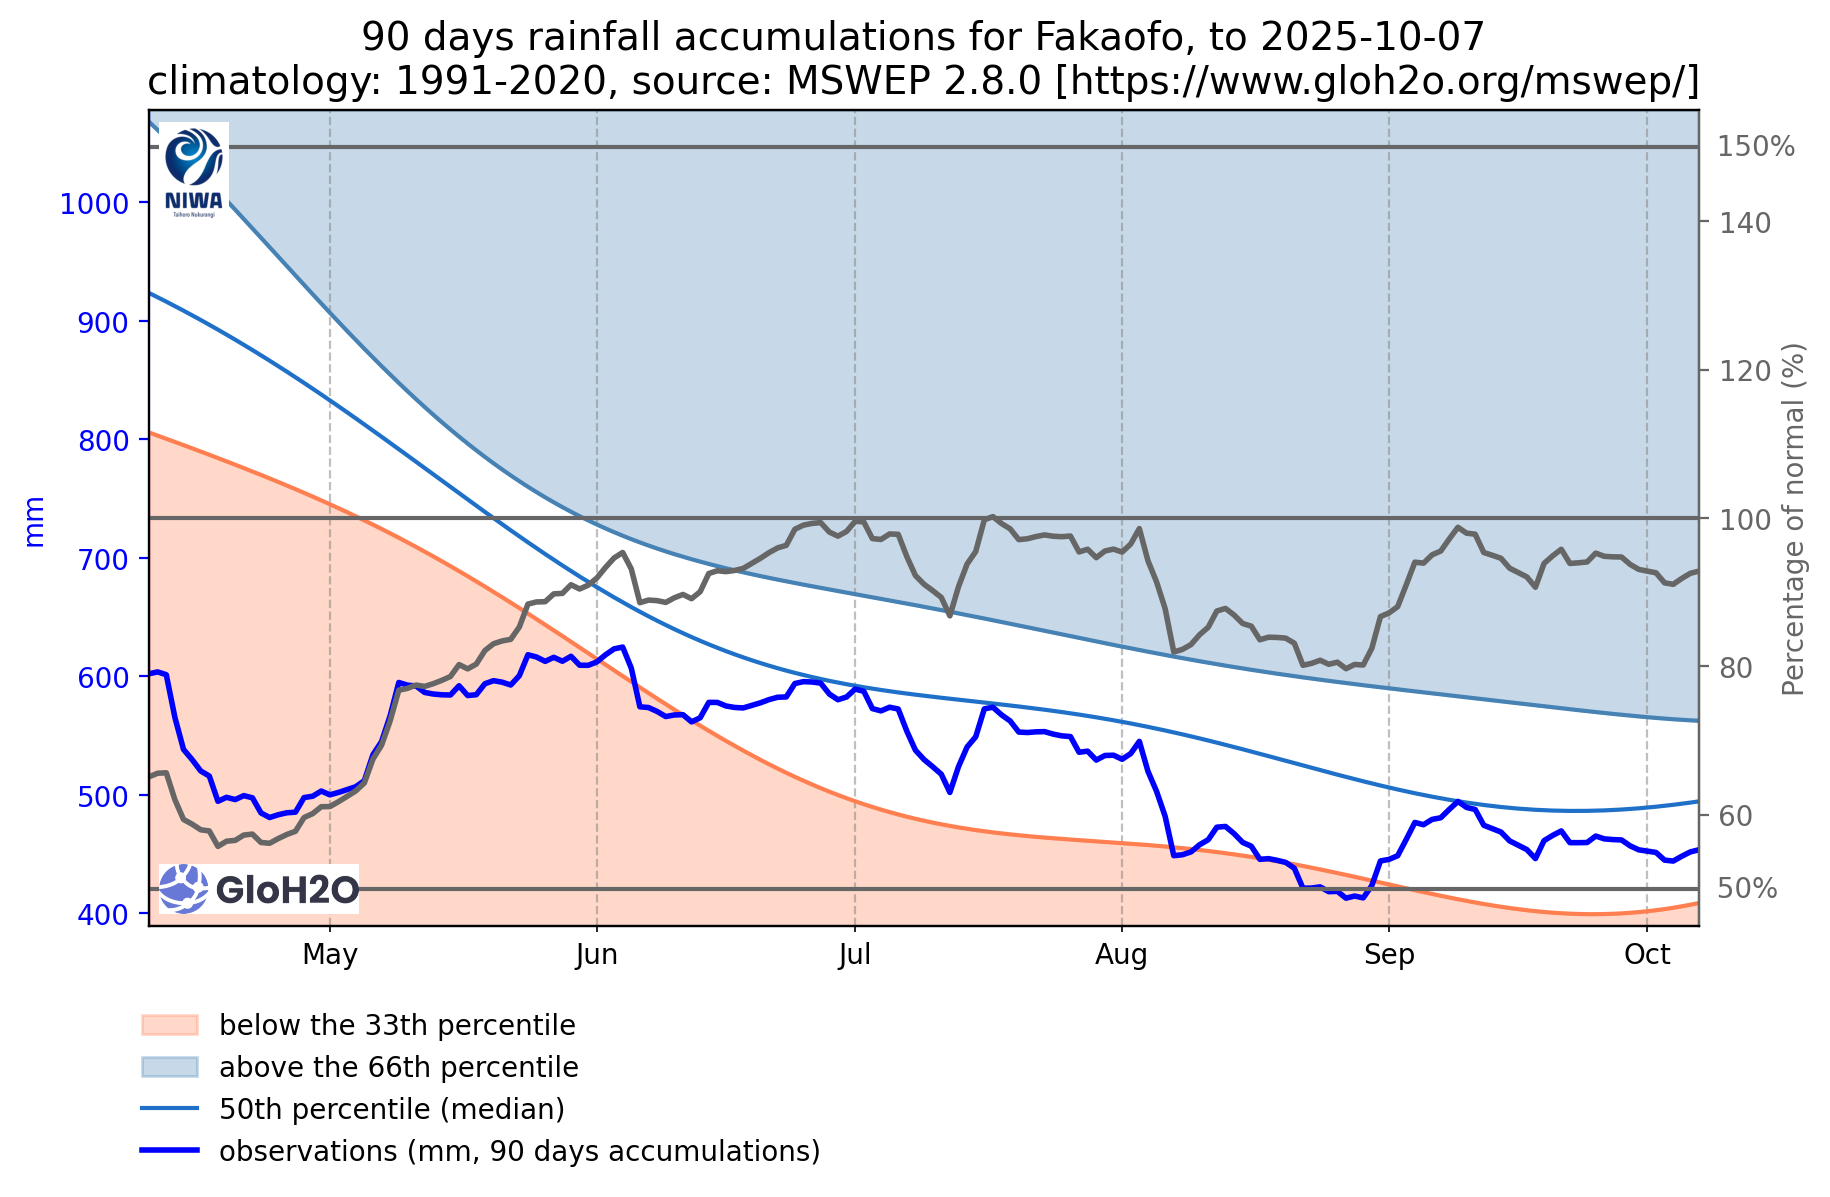 90 days rainfall accumulations for Fakaofo, to 2025-10-07
climatology: 1991-2020, source: MSWEP 2.8.0 [https://www.gloh2o.org/mswep/]
NIWA
Taihoro Nukurangi
1000
900
800
700
600
500
400
mm
150%
140
120
100
80
60
50%
Percentage of normal (%)
GloH2O
May
Jun
Jul
Aug
Sep
Oct
below the 33th percentile
above the 66th percentile
50th percentile (median)
observations (mm, 90 days accumulations)